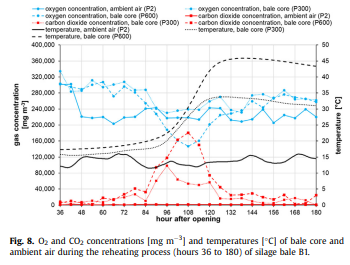 oxygen concentration, ambient air (P2) oxygen concentration, bale core (P300)
oxygen concentration, bale core (P600) carbon dioxide concentration, ambient air (P2)
carbon dioxide concentration, bale core (P300) carbon dioxide concentration, bale core (P600)
temperature, ambient air (P2) temperature, bale core (P300)
temperature, bale core (P600)
400,000 50
360,000 45
320,000 40
280,000 35
240,000 30
200,000 25
160,000 20
120,000 15
80,000 10
40,000 5
0 0
gas concentration
[mg m⁻³]
temperature [°C]
36 48 60 72 84 96 108 120 132 144 156 168 180
hour after opening
Fig. 8. O₂ and CO₂ concentrations [mg m⁻³] and temperatures [°C] of bale core and
ambient air during the reheating process (hours 36 to 180) of silage bale B1.